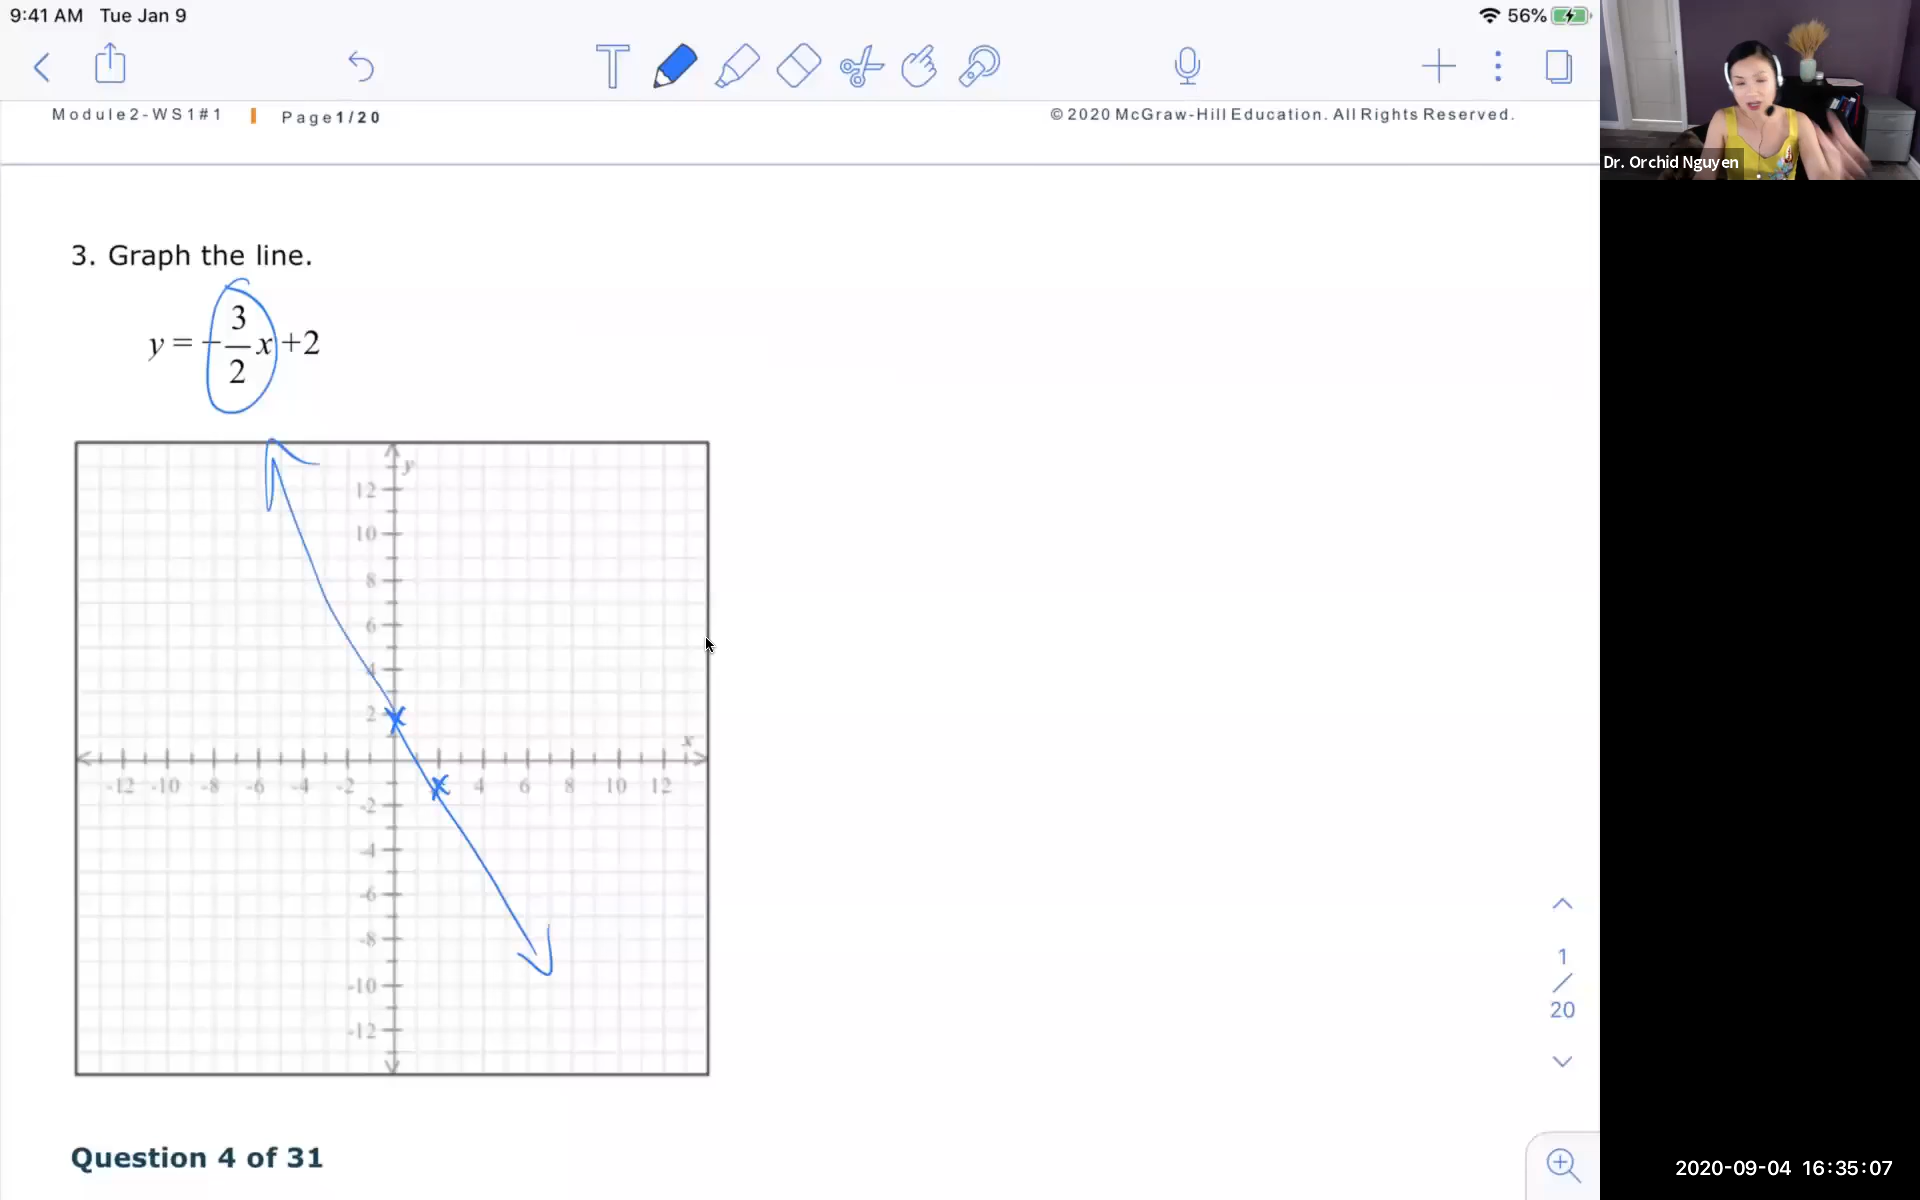 9:41 AM Tue Jan 9
56%
Module2-WS1#1 Page1/20
© 2020 McGraw-Hill Education. All Rights Reserved.
Dr. Orchid Nguyen
3. Graph the line.
y = -3/2 x + 2
y
12
10
8
6
4
2
x
-12 -10 -8 -6 -4 -2 4 6 8 10 12
-2
-4
-6
-8
-10
-12
1
/
20
Question 4 of 31
2020-09-04 16:35:07